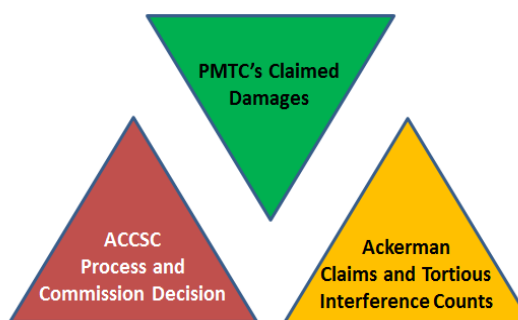 PMTC's Claimed
Damages
ACCSC
Process and
Commission Decision
Ackerman
Claims and Tortious
Interference Counts